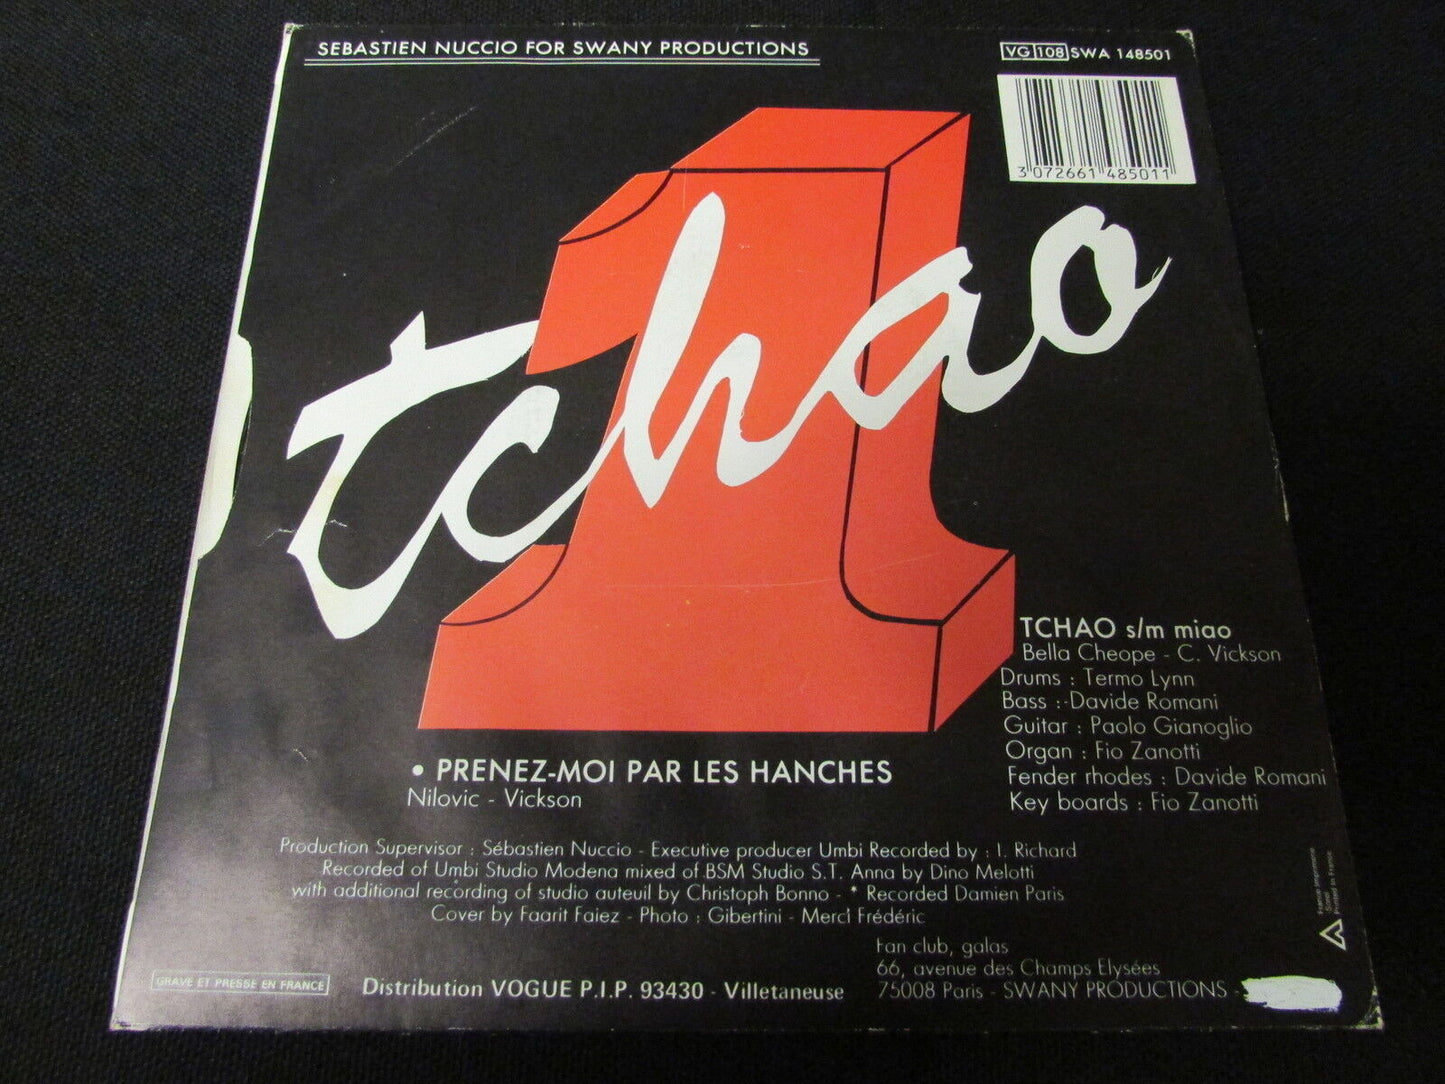 SEBASTIEN NUCCIO FOR SWANY PRODUCTIONS
VG 108 SWA 148501
3 072661 485011
tchao
1
TCHAO s/m miao
Bella Cheope - C. Vickson
Drums : Termo Lynn
Bass : Davide Romani
Guitar : Paolo Gianoglio
Organ : Fio Zanotti
Fender rhodes : Davide Romani
Key boards : Fio Zanotti
• PRENEZ-MOI PAR LES HANCHES
Nilovic - Vickson
Production Supervisor : Sébastien Nuccio - Executive producer Umbi Recorded by : I. Richard
Recorded of Umbi Studio Modena mixed of BSM Studio S.T. Anna by Dino Melotti
with additional recording of studio auteuil by Christoph Bonno - * Recorded Damien Paris
Cover by Faarit Faiez - Photo : Gibertini - Merci Frédéric
Fan club, galas
66, avenue des Champs Elysées
75008 Paris - SWANY PRODUCTIONS -
GRAVE ET PRESSE EN FRANCE
Distribution VOGUE P.I.P. 93430 - Villetaneuse
Printed in France